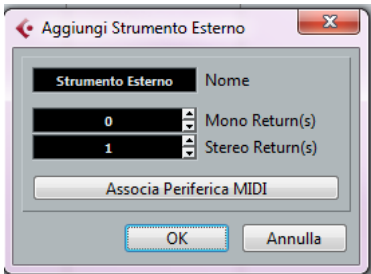 Aggiungi Strumento Esterno
Strumento Esterno Nome
0 Mono Return(s)
1 Stereo Return(s)
Associa Periferica MIDI
OK Annulla